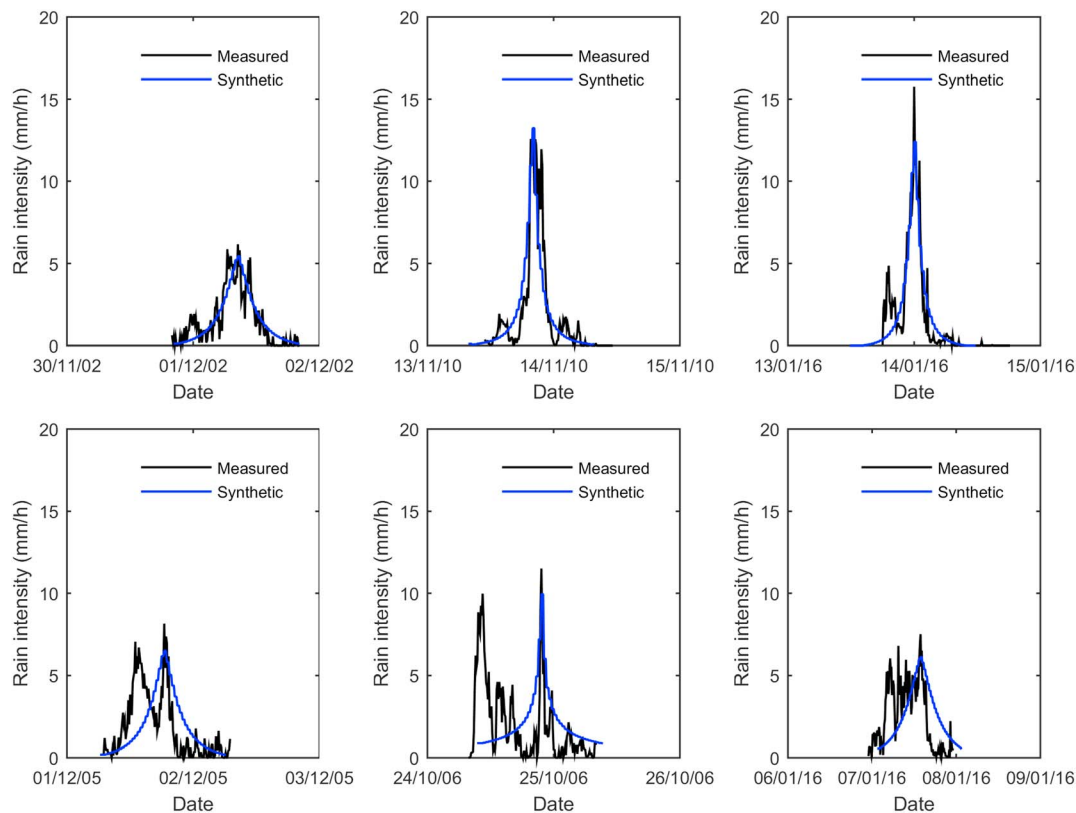 20
15
10
5
0
Rain intensity (mm/h)
Measured
Synthetic
30/11/02 01/12/02 02/12/02
Date
20
15
10
5
0
Rain intensity (mm/h)
Measured
Synthetic
13/11/10 14/11/10 15/11/10
Date
20
15
10
5
0
Rain intensity (mm/h)
Measured
Synthetic
13/01/16 14/01/16 15/01/16
Date
20
15
10
5
0
Rain intensity (mm/h)
Measured
Synthetic
01/12/05 02/12/05 03/12/05
Date
20
15
10
5
0
Rain intensity (mm/h)
Measured
Synthetic
24/10/06 25/10/06 26/10/06
Date
20
15
10
5
0
Rain intensity (mm/h)
Measured
Synthetic
06/01/16 07/01/16 08/01/16 09/01/16
Date